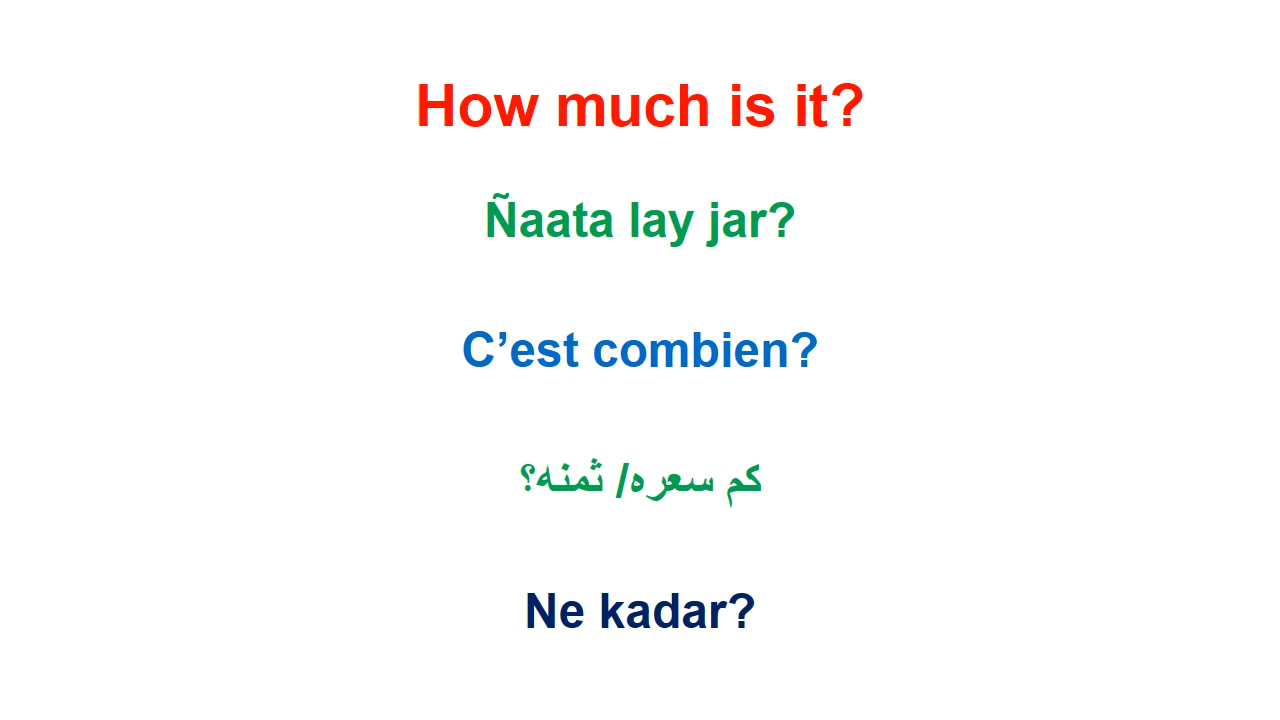 How much is it?
Ñaata lay jar?
C’est combien?
كم سعره/ ثمنه؟
Ne kadar?